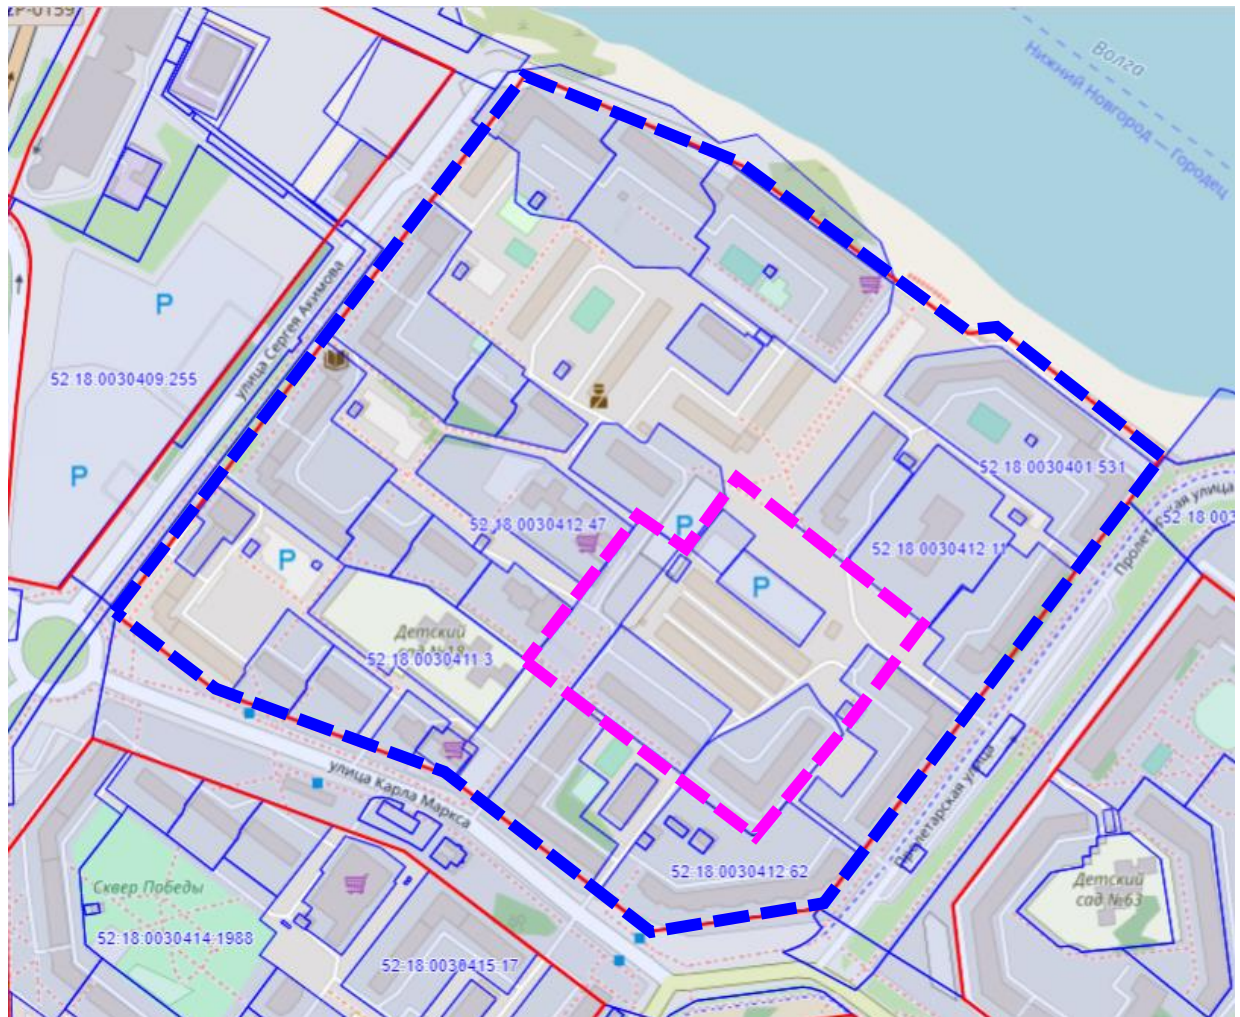 Волга
Нижний Новгород — Городец
P
улица Сергея Акимова
52:18:0030409:255
P
52:18:0030401:531
Пролетарская улица
52:18:0030412:47
P
52:18:0030412:11
P
P
Детский
сад №18
52:18:0030411:3
улица Карла Маркса
Пролетарская улица
52:18:0030412:62
Детский
сад №63
Сквер Победы
52:18:0030414:1988
52:18:0030415:17